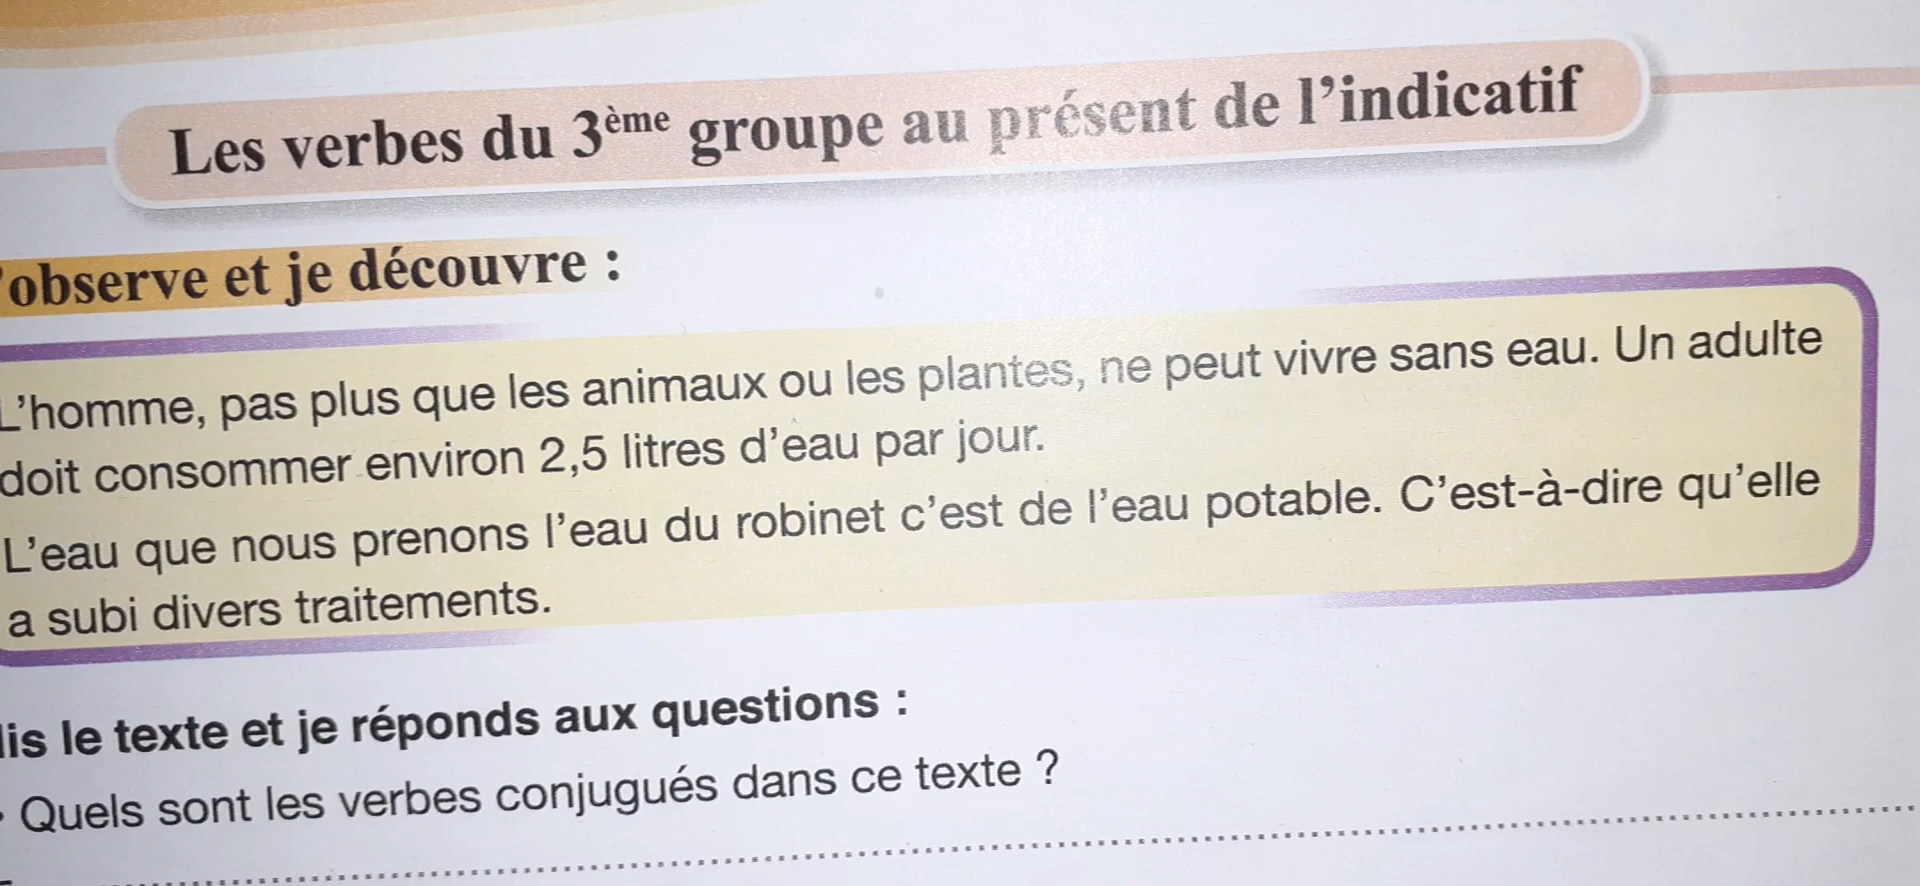 Les verbes du 3ème groupe au présent de l'indicatif
'observe et je découvre :
L'homme, pas plus que les animaux ou les plantes, ne peut vivre sans eau. Un adulte
doit consommer environ 2,5 litres d'eau par jour.
L'eau que nous prenons l'eau du robinet c'est de l'eau potable. C'est-à-dire qu'elle
a subi divers traitements.
lis le texte et je réponds aux questions :
• Quels sont les verbes conjugués dans ce texte ?